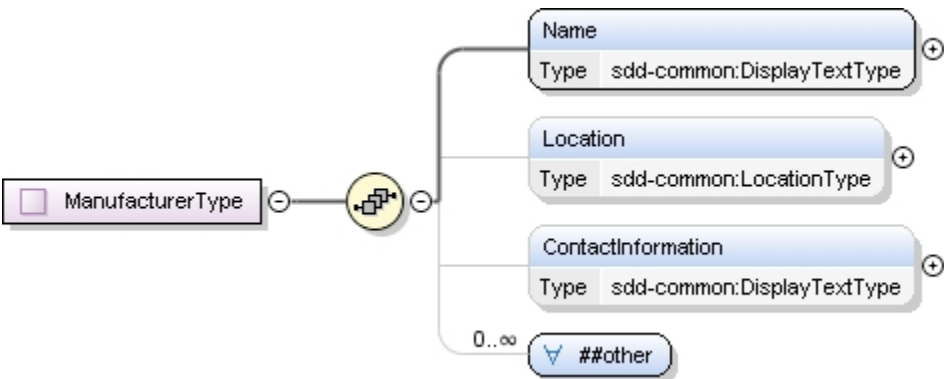 Name
Type sdd-common:DisplayTextType
Location
Type sdd-common:LocationType
ManufacturerType
ContactInformation
Type sdd-common:DisplayTextType
0..∞
∀ ##other